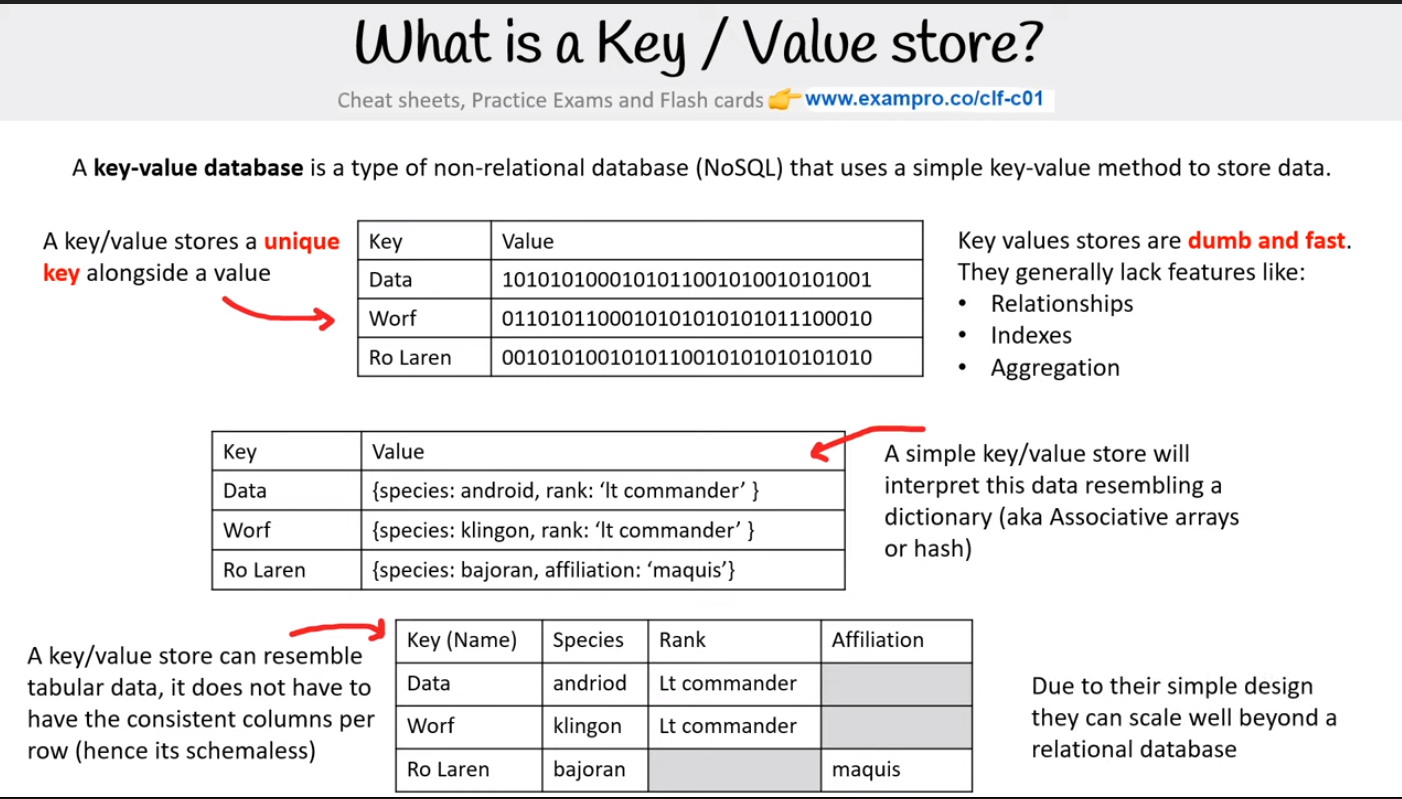 What is a Key / Value store?
Cheat sheets, Practice Exams and Flash cards 👉 www.exampro.co/clf-c01
A key-value database is a type of non-relational database (NoSQL) that uses a simple key-value method to store data.
A key/value stores a unique
key alongside a value
Key Value
Data 10101010001010110010100101010​01
Worf 0110101100010101010101011100010
Ro Laren 0010101001010110010101010101010
Key values stores are dumb and fast.
They generally lack features like:
• Relationships
• Indexes
• Aggregation
Key Value
Data {species: android, rank: ‘lt commander’ }
Worf {species: klingon, rank: ‘lt commander’ }
Ro Laren {species: bajoran, affiliation: ‘maquis’}
A simple key/value store will
interpret this data resembling a
dictionary (aka Associative arrays
or hash)
A key/value store can resemble
tabular data, it does not have to
have the consistent columns per
row (hence its schemaless)
Key (Name) Species Rank Affiliation
Data andriod Lt commander
Worf klingon Lt commander
Ro Laren bajoran maquis
Due to their simple design
they can scale well beyond a
relational database